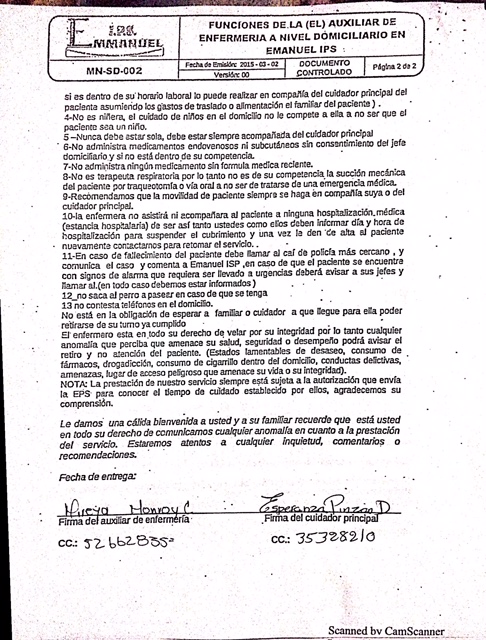 I.P.S
EMMANUEL
FUNCIONES DE LA (EL) AUXILIAR DE
ENFERMERIA A NIVEL DOMICILIARIO EN
EMANUEL IPS
MN-SD-002
Fecha de Emisión: 2015 - 03 - 02
Versión: 00
DOCUMENTO
CONTROLADO
Página 2 de 2
si es dentro de su horario laboral lo puede realizar en compañía del cuidador principal del
paciente asumiendo los gastos de traslado o alimentación el familiar del paciente ) .
4-No es niñera, el cuidado de niños en el domicilio no le compete a ella a no ser que el
paciente sea un niño.
5 –Nunca debe estar sola, debe estar siempre acompañada del cuidador principal
6-No administra medicamentos endovenosos ni subcutáneos sin consentimiento del jefe
domiciliario y si no está dentro de su competencia.
7-No administra ningún medicamento sin formula medica reciente.
8-No es terapeuta respiratoria por lo tanto no es de su competencia la succión mecánica
del paciente por traqueotomía o vía oral a no ser de tratarse de una emergencia médica.
9-Recomendamos que la movilidad de paciente siempre se haga en compañía suya o del
cuidador principal.
10-la enfermera no asistirá ni acompañara al paciente a ninguna hospitalización médica
(estancia hospitalaria) de ser así tanto ustedes como ellos deben informar día y hora de
hospitalización para suspender el cubrimiento y una vez la den de alta al paciente
nuevamente contactarnos para retomar el servicio. .
11-En caso de fallecimiento del paciente debe llamar al caí de policía más cercano , y
comunica el caso y comenta a Emanuel ISP ,en caso de que el paciente se encuentra
con signos de alarma que requiera ser llevado a urgencias deberá avisar a sus jefes y
llamar al.(en todo caso debemos estar informados )
12_no saca al perro a pasear en caso de que se tenga
13 no contesta teléfonos en el domicilio.
No está en la obligación de esperar a familiar o cuidador a que llegue para ella poder
retirarse de su turno ya cumplido
El enfermero esta en todo su derecho de velar por su integridad por lo tanto cualquier
anomalía que perciba que amenace su salud, seguridad o desempeño podrá avisar el
retiro y no atención del paciente. (Estados lamentables de desaseo, consumo de
fármacos, drogadicción, consumo de cigarrillo dentro del domicilio, conductas delictivas,
amenazas, lugar de acceso peligroso que amenace su vida o su integridad).
NOTA: La prestación de nuestro servicio siempre está sujeta a la autorización que envía
la EPS para conocer el tiempo de cuidado establecido por ellos, agradecemos su
comprensión.
Le damos una cálida bienvenida a usted y a su familiar recuerde que está usted
en todo su derecho de comunicarnos cualquier anomalía en cuanto a la prestación
del servicio. Estaremos atentos a cualquier inquietud, comentarios o
recomendaciones.
Fecha de entrega:
Mireya Monroy C. Esperanza Pinzon D
Firma del auxiliar de enfermería Firma del cuidador principal
CC.: 52662835 CC.: 35328210
Scanned by CamScanner